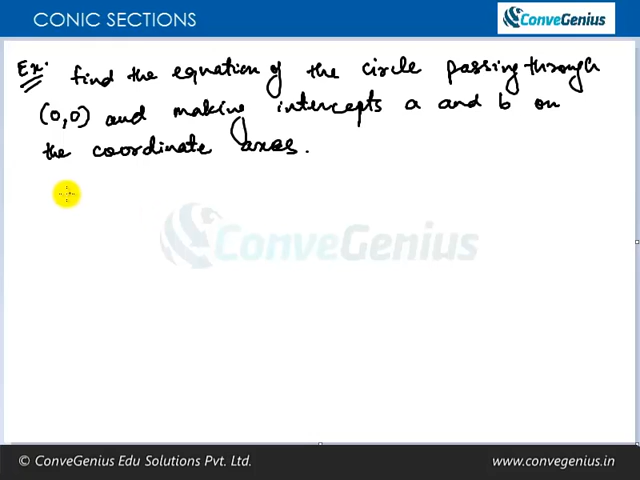 CONIC SECTIONS
ConveGenius
Ex: find the equation of the circle passing through
(0,0) and making intercepts a and b on
the coordinate axes.
ConveGenius
© ConveGenius Edu Solutions Pvt. Ltd.
www.convegenius.in